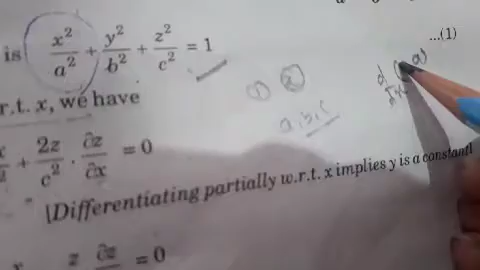 is x²/a² + y²/b² + z²/c² = 1 ...(1)
① ②
r.t. x, we have
a, b, c
+ 2z/c² · ∂z/∂x = 0
[Differentiating partially w.r.t. x implies y is a constant]
z ∂z = 0